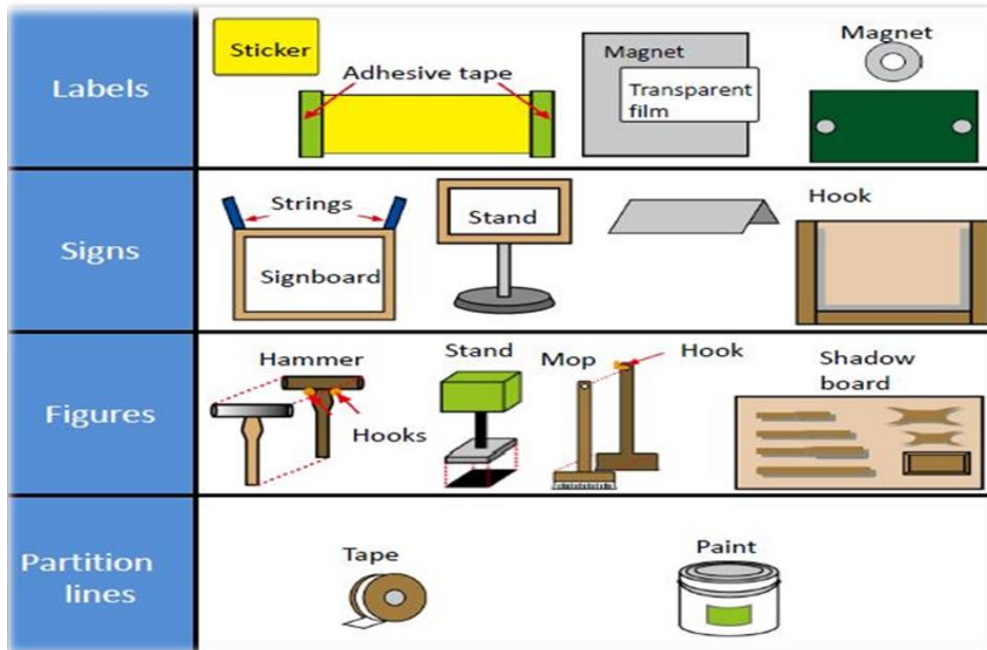 Labels
Sticker
Adhesive tape
Magnet
Transparent
film
Magnet
Signs
Strings
Signboard
Stand
Hook
Figures
Hammer
Hooks
Stand
Mop
Hook
Shadow
board
Partition
lines
Tape
Paint